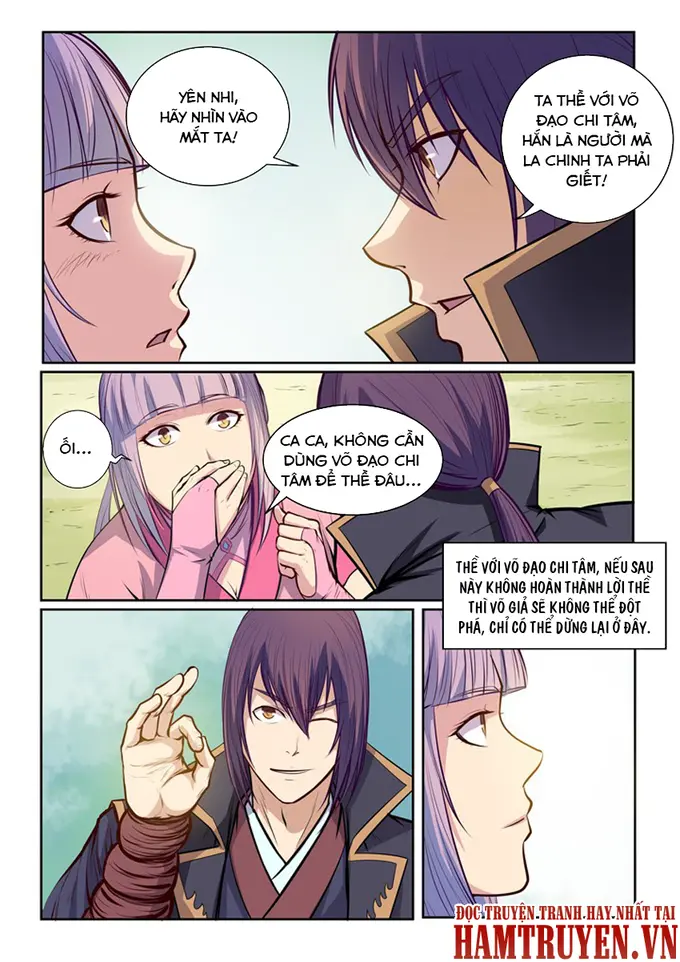 YÊN NHI,
HÃY NHÌN VÀO
MẮT TA!
TA THỀ VỚI VÕ
ĐẠO CHI TÂM,
HẮN LÀ NGƯỜI MÀ
LA CHINH TA PHẢI
GIẾT!
ỐI...
CA CA, KHÔNG CẦN
DÙNG VÕ ĐẠO CHI
TÂM ĐỂ THỀ ĐÂU...
THỀ VỚI VÕ ĐẠO CHI TÂM, NẾU SAU
NÀY KHÔNG HOÀN THÀNH LỜI THỀ
THÌ VÕ GIẢ SẼ KHÔNG THỂ ĐỘT
PHÁ, CHỈ CÓ THỂ DỪNG LẠI Ở ĐÂY.
ĐỌC TRUYỆN TRANH HAY NHẤT TẠI
HAMTRUYEN.VN